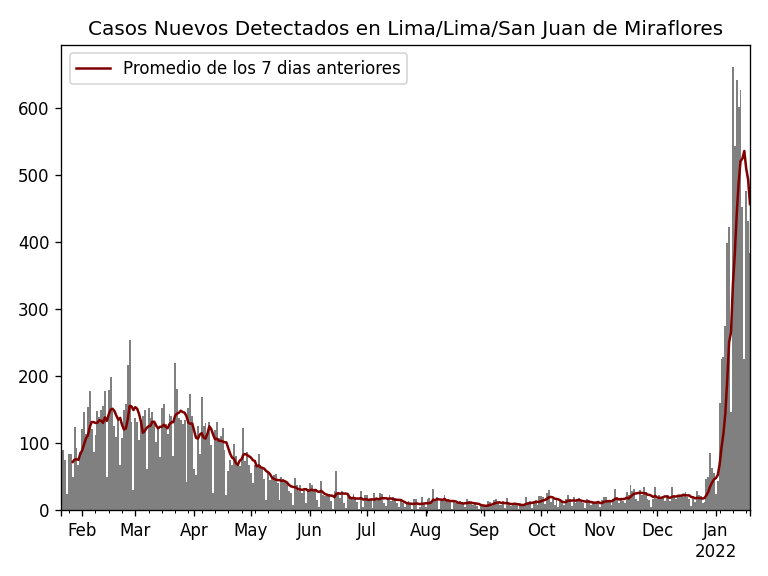 Casos Nuevos Detectados en Lima/Lima/San Juan de Miraflores
Promedio de los 7 dias anteriores
600
500
400
300
200
100
0
Feb Mar Apr May Jun Jul Aug Sep Oct Nov Dec Jan
2022